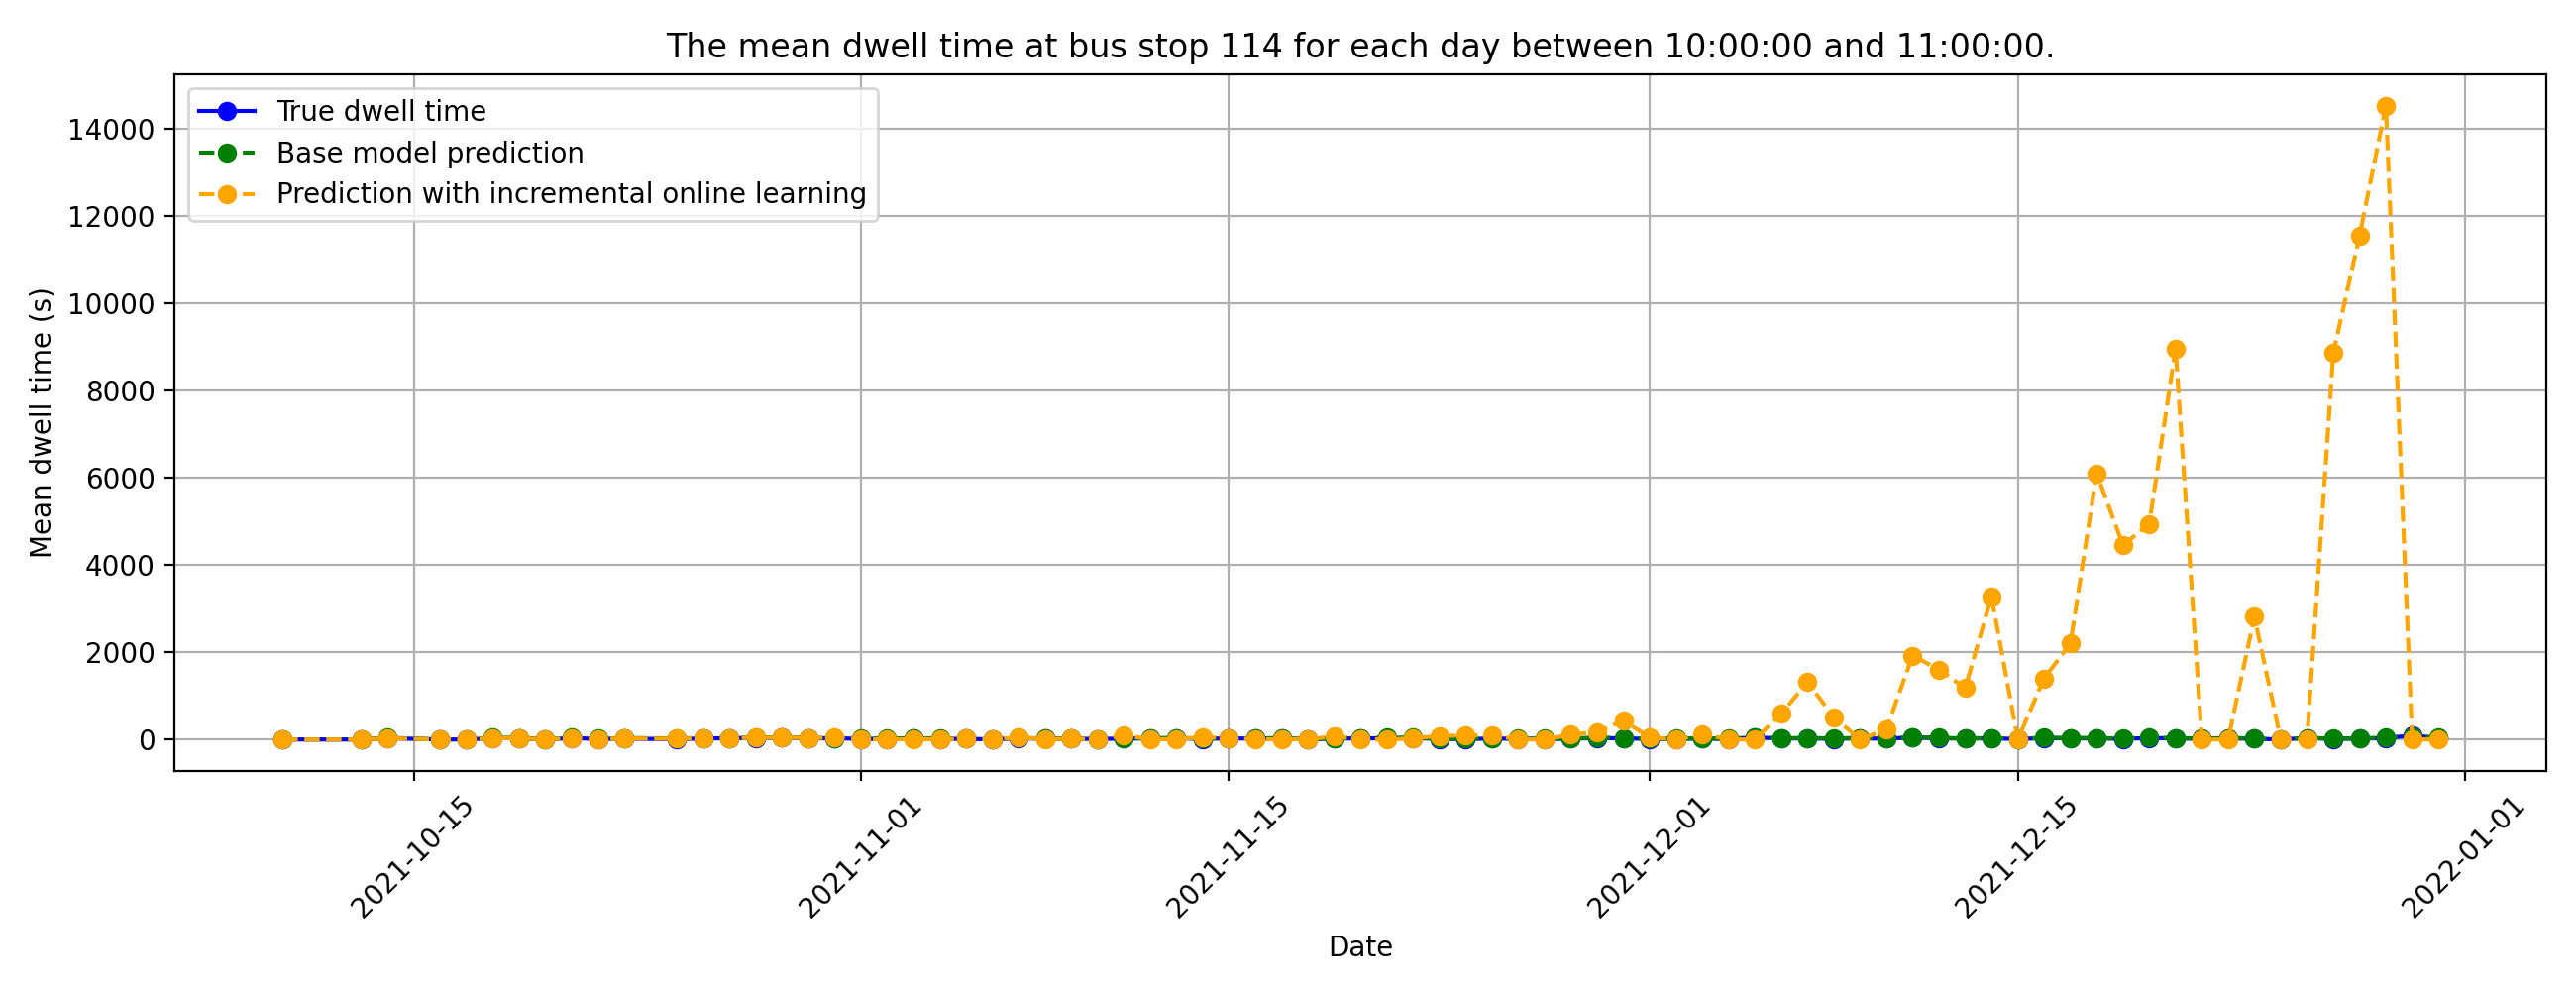 The mean dwell time at bus stop 114 for each day between 10:00:00 and 11:00:00.
True dwell time
Base model prediction
Prediction with incremental online learning
Mean dwell time (s)
14000
12000
10000
8000
6000
4000
2000
0
2021-10-15
2021-11-01
2021-11-15
2021-12-01
2021-12-15
2022-01-01
Date